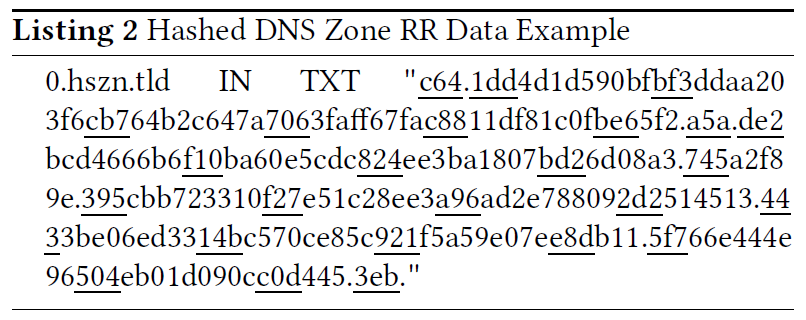 Listing 2 Hashed DNS Zone RR Data Example
0.hszn.tld IN TXT "c64.1dd4d1d590bfbf3ddaa20
3f6cb764b2c647a7063faff67fac8811df81c0fbe65f2.a5a.de2
bcd4666b6f10ba60e5cdc824ee3ba1807bd26d08a3.745a2f8
9e.395cbb723310f27e51c28ee3a96ad2e788092d2514513.44
33be06ed3314bc570ce85c921f5a59e07ee8db11.5f766e444e
96504eb01d090cc0d445.3eb."